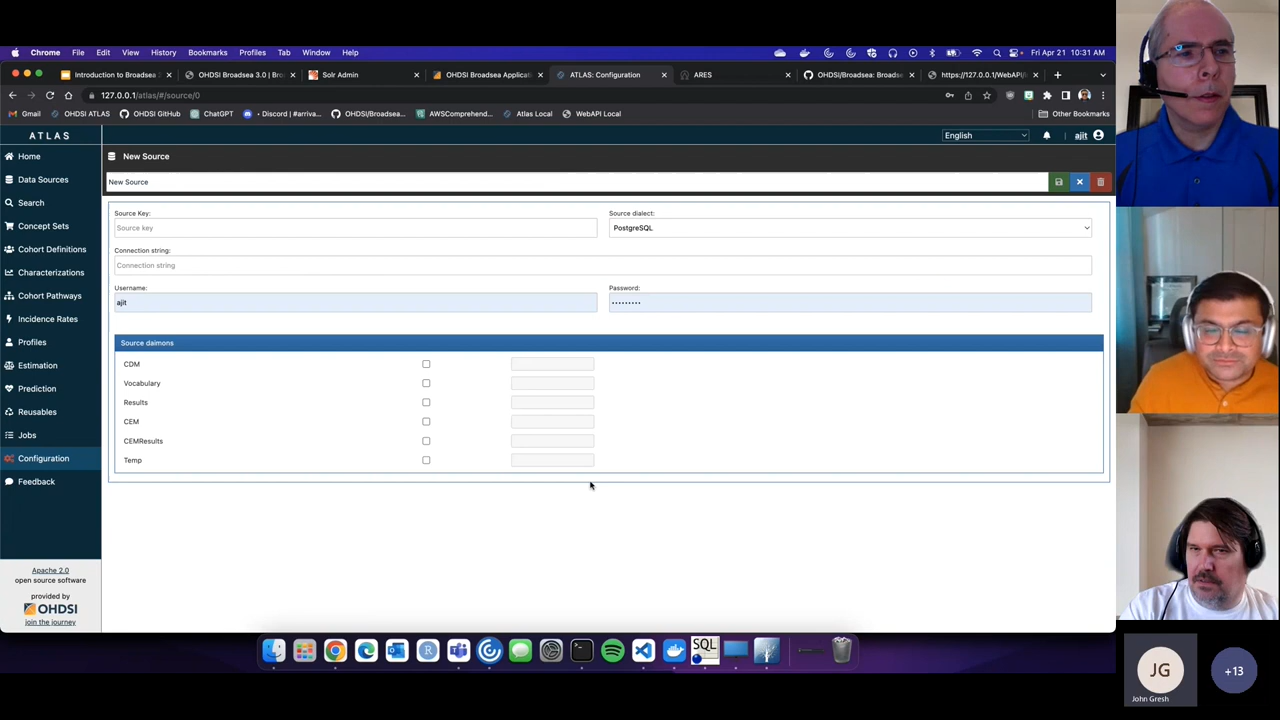 Chrome File Edit View History Bookmarks Profiles Tab Window Help
Fri Apr 21 10:31 AM
Introduction to Broadsea 3
OHDSI Broadsea 3.0 | Bro
Solr Admin
OHDSI Broadsea Applicatio
ATLAS: Configuration
ARES
OHDSI/Broadsea: Broadse
https://127.0.0.1/WebAPI/i
127.0.0.1/atlas/#/source/0
Gmail
OHDSI ATLAS
OHDSI GitHub
ChatGPT
• Discord | #arriva...
OHDSI/Broadsea...
AWSComprehend...
Atlas Local
WebAPI Local
Other Bookmarks
ATLAS
English
ajit
Home
New Source
Data Sources
New Source
Search
Concept Sets
Cohort Definitions
Characterizations
Cohort Pathways
Incidence Rates
Profiles
Estimation
Prediction
Reusables
Jobs
Configuration
Feedback
Source Key:
Source dialect:
Source key
PostgreSQL
Connection string:
Connection string
Username:
Password:
ajit
•••••••••
Source daimons
CDM
Vocabulary
Results
CEM
CEMResults
Temp
Apache 2.0
open source software
provided by
OHDSI
join the journey
SQL
JG
John Gresh
+13